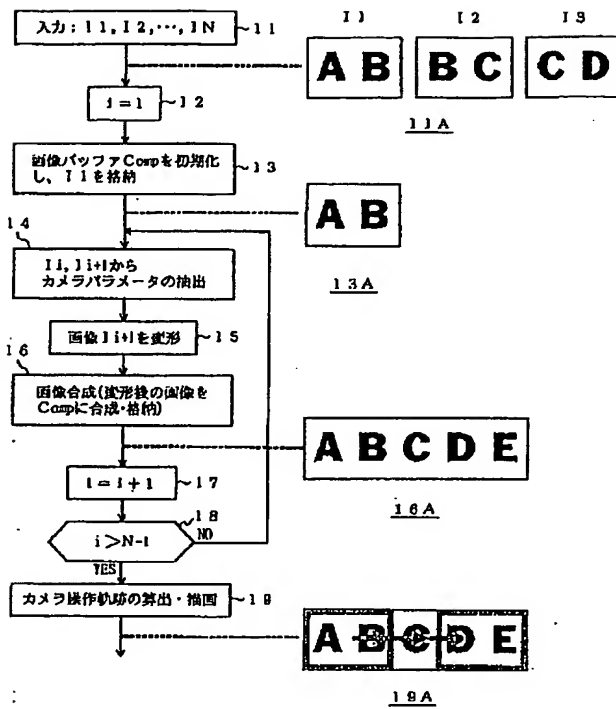 入力: I1, I2, …, IN
11
I1 I2 I3
A B
B C
C D
11A
i = 1
12
画像バッファCompを初期化
し、I1を格納
13
A B
13A
14
Ii, Ii+1から
カメラパラメータの抽出
画像Ii+1を変形
15
16
画像合成(変形後の画像を
Compに合成・格納)
A B C D E
16A
i = i + 1
17
18
i > N-1
NO
YES
カメラ操作軌跡の算出・描画
19
A B C D E
19A